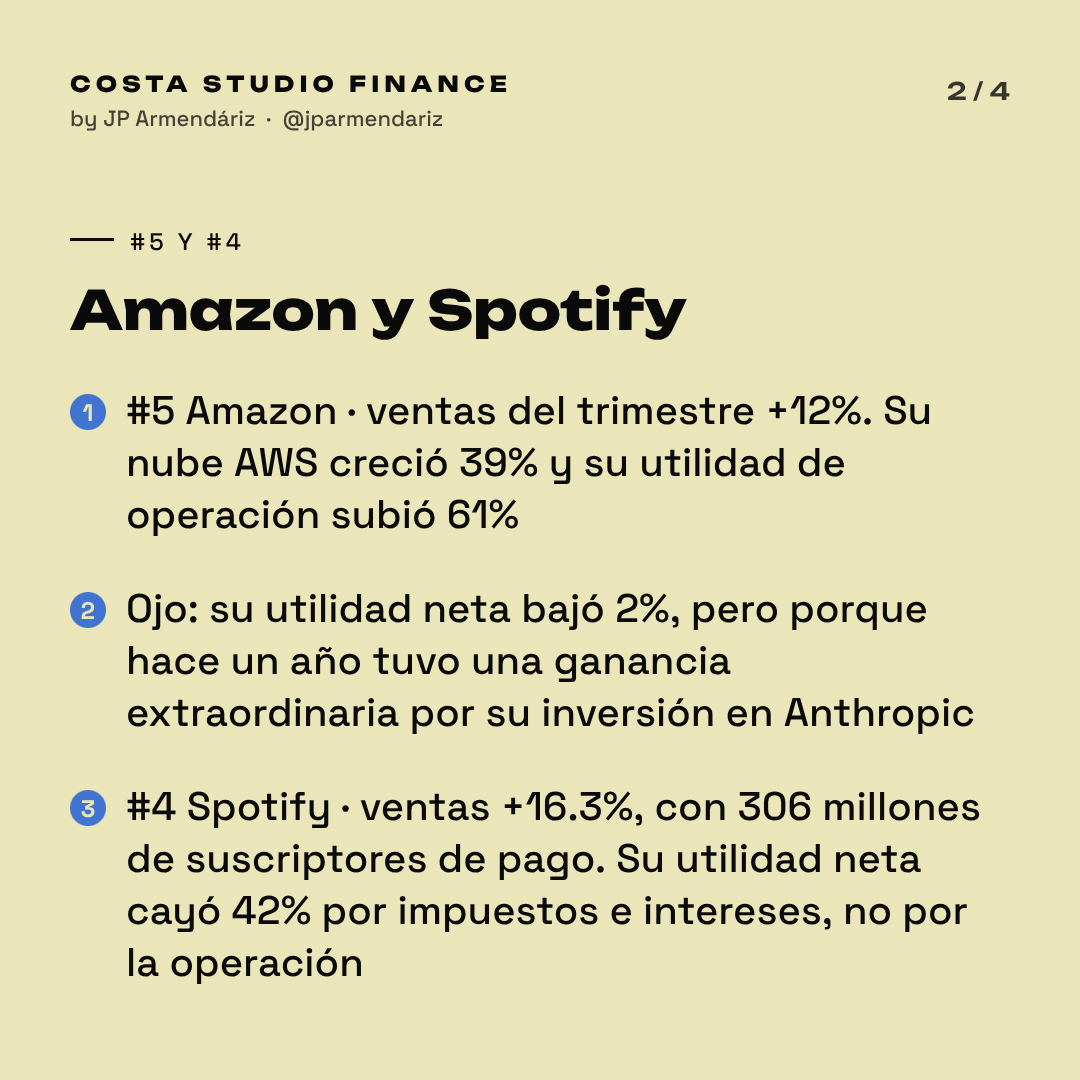 COSTA STUDIO FINANCE
by JP Armendáriz · @jparmendariz
2 / 4
#5 Y #4
Amazon y Spotify
1 #5 Amazon · ventas del trimestre +12%. Su
nube AWS creció 39% y su utilidad de
operación subió 61%
2 Ojo: su utilidad neta bajó 2%, pero porque
hace un año tuvo una ganancia
extraordinaria por su inversión en Anthropic
3 #4 Spotify · ventas +16.3%, con 306 millones
de suscriptores de pago. Su utilidad neta
cayó 42% por impuestos e intereses, no por
la operación